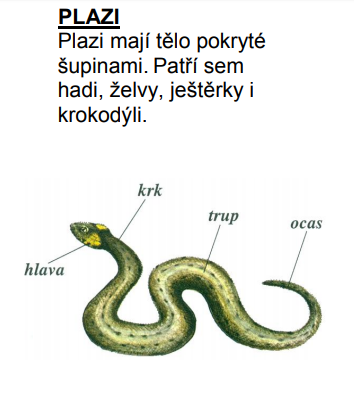 PLAZI
Plazi mají tělo pokryté
šupinami. Patří sem
hadi, želvy, ještěrky i
krokodýli.
krk
trup
ocas
hlava